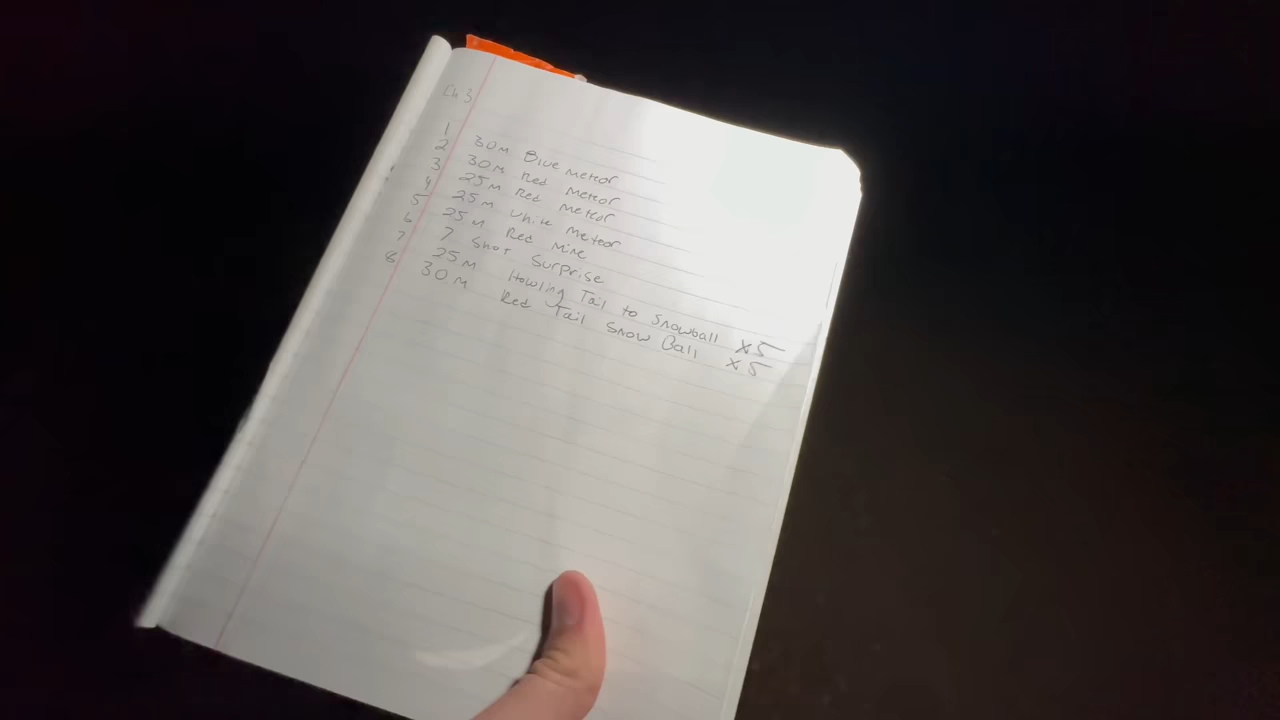 Ch 3
1 30M Blue Meteor
2 30M Red Meteor
3 25M Red Meteor
4 25M White Meteor
5 25M Red Mine
6 7 Shot Surprise
7 25M Howling Tail to Snowball x5
8 30M Red Tail Snow Ball x5